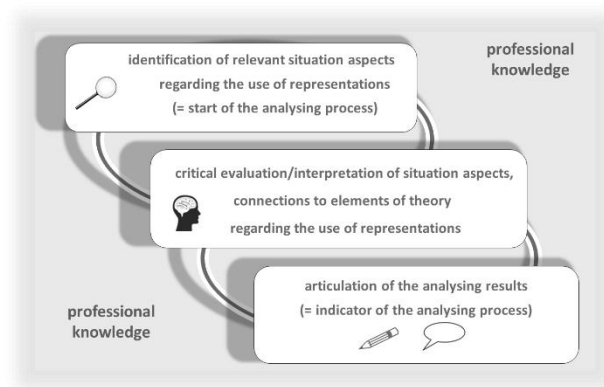 professional
knowledge
identification of relevant situation aspects
regarding the use of representations
(= start of the analysing process)
critical evaluation/interpretation of situation aspects,
connections to elements of theory
regarding the use of representations
articulation of the analysing results
(= indicator of the analysing process)
professional
knowledge